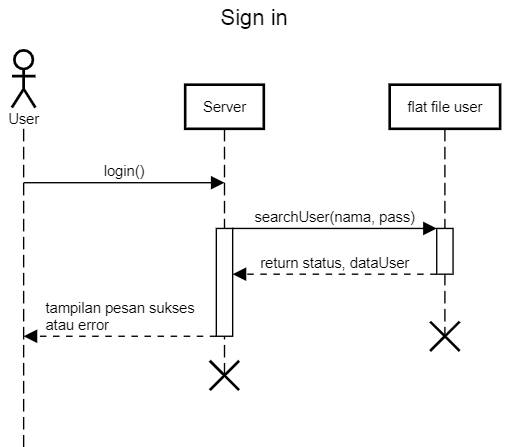 Sign in
User
Server
flat file user
login()
searchUser(nama, pass)
return status, dataUser
tampilan pesan sukses
atau error